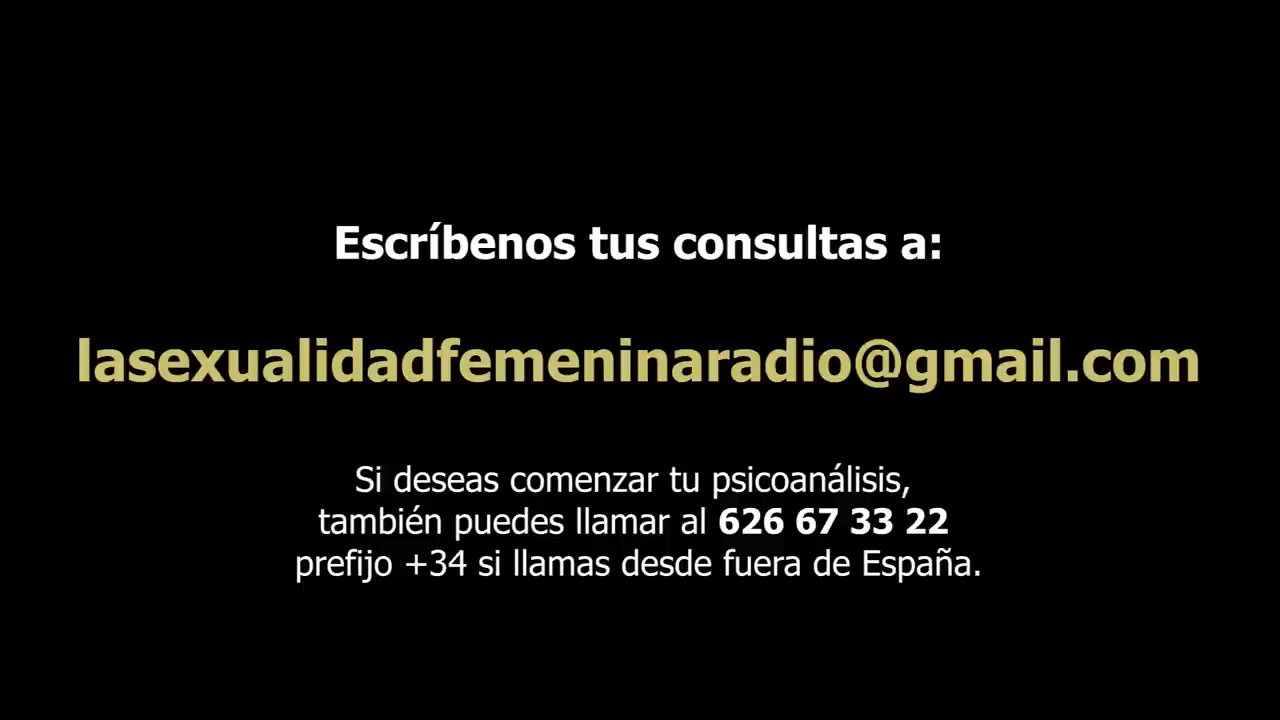 Escríbenos tus consultas a:
lasexualidadfemeninaradio@gmail.com
Si deseas comenzar tu psicoanálisis,
también puedes llamar al 626 67 33 22
prefijo +34 si llamas desde fuera de España.